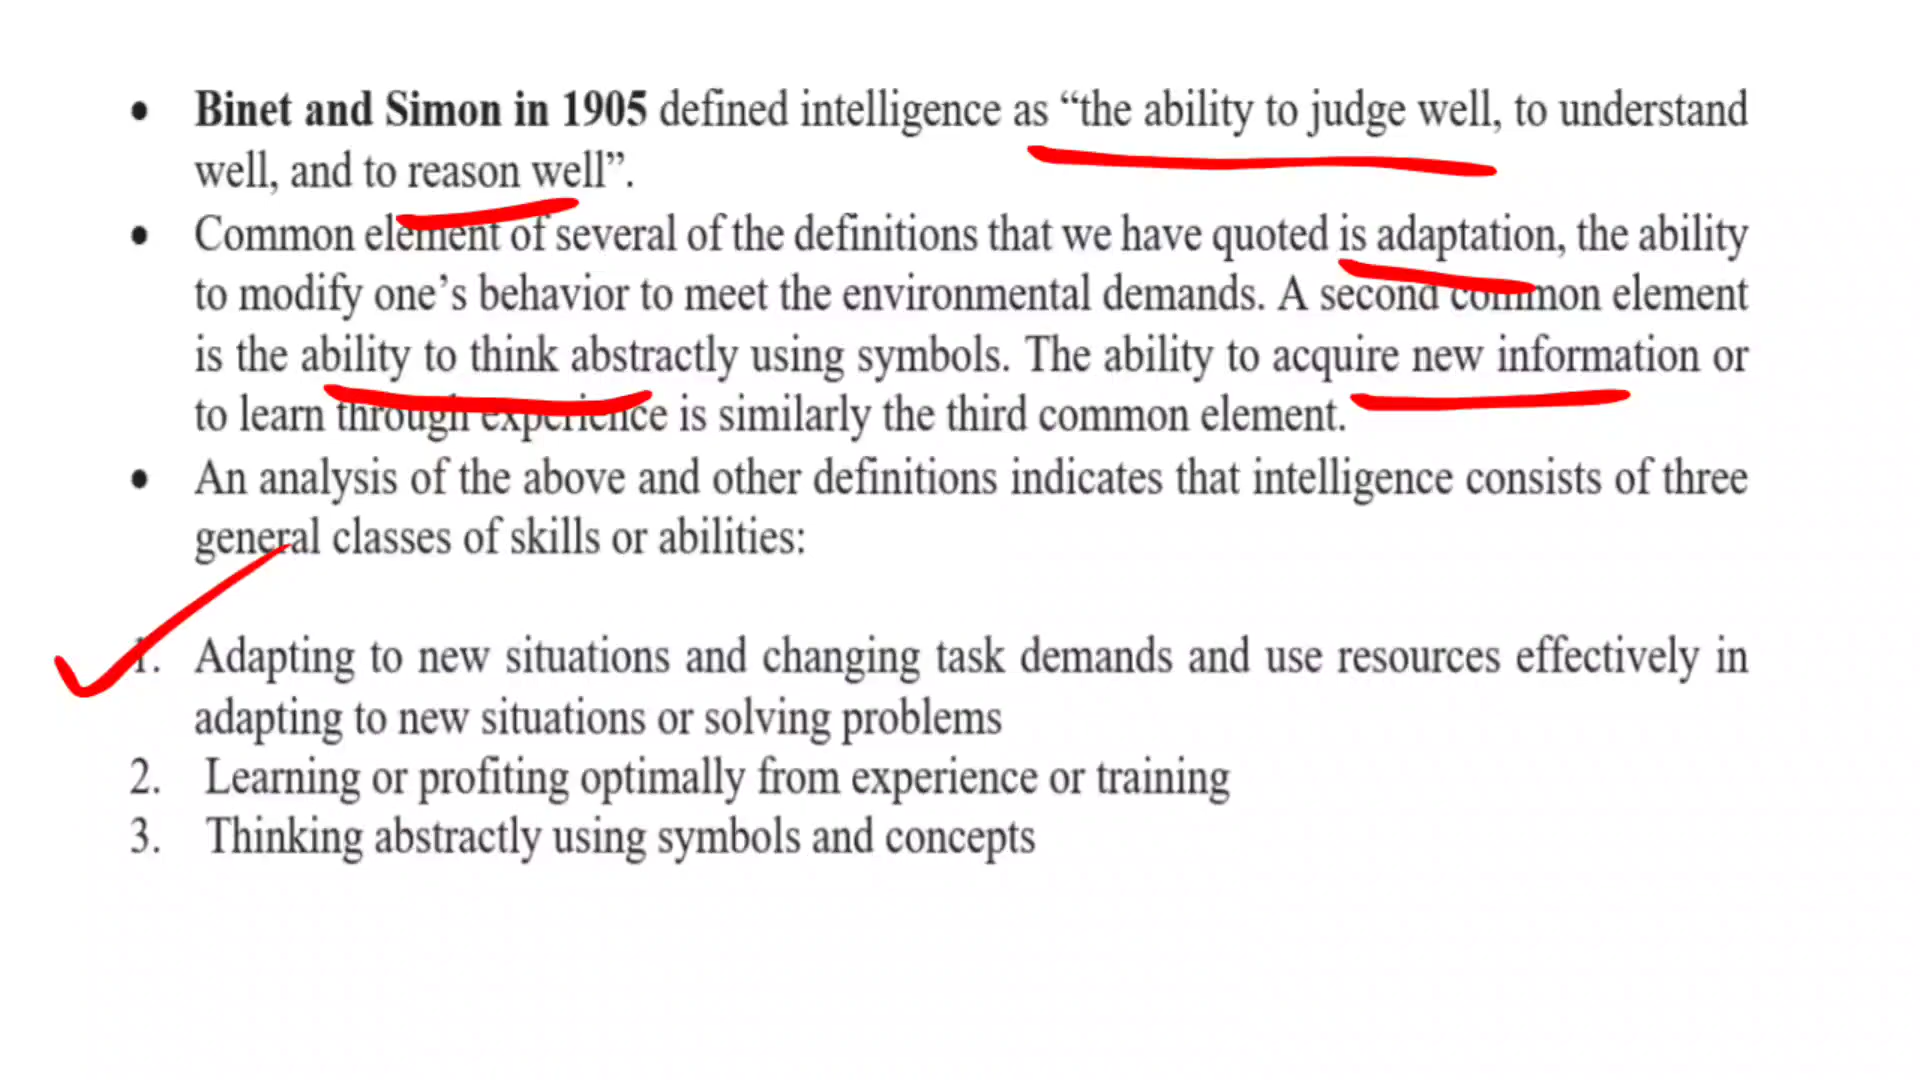 • Binet and Simon in 1905 defined intelligence as “the ability to judge well, to understand
well, and to reason well”.
• Common element of several of the definitions that we have quoted is adaptation, the ability
to modify one’s behavior to meet the environmental demands. A second common element
is the ability to think abstractly using symbols. The ability to acquire new information or
to learn through experience is similarly the third common element.
• An analysis of the above and other definitions indicates that intelligence consists of three
general classes of skills or abilities:
1. Adapting to new situations and changing task demands and use resources effectively in
adapting to new situations or solving problems
2. Learning or profiting optimally from experience or training
3. Thinking abstractly using symbols and concepts